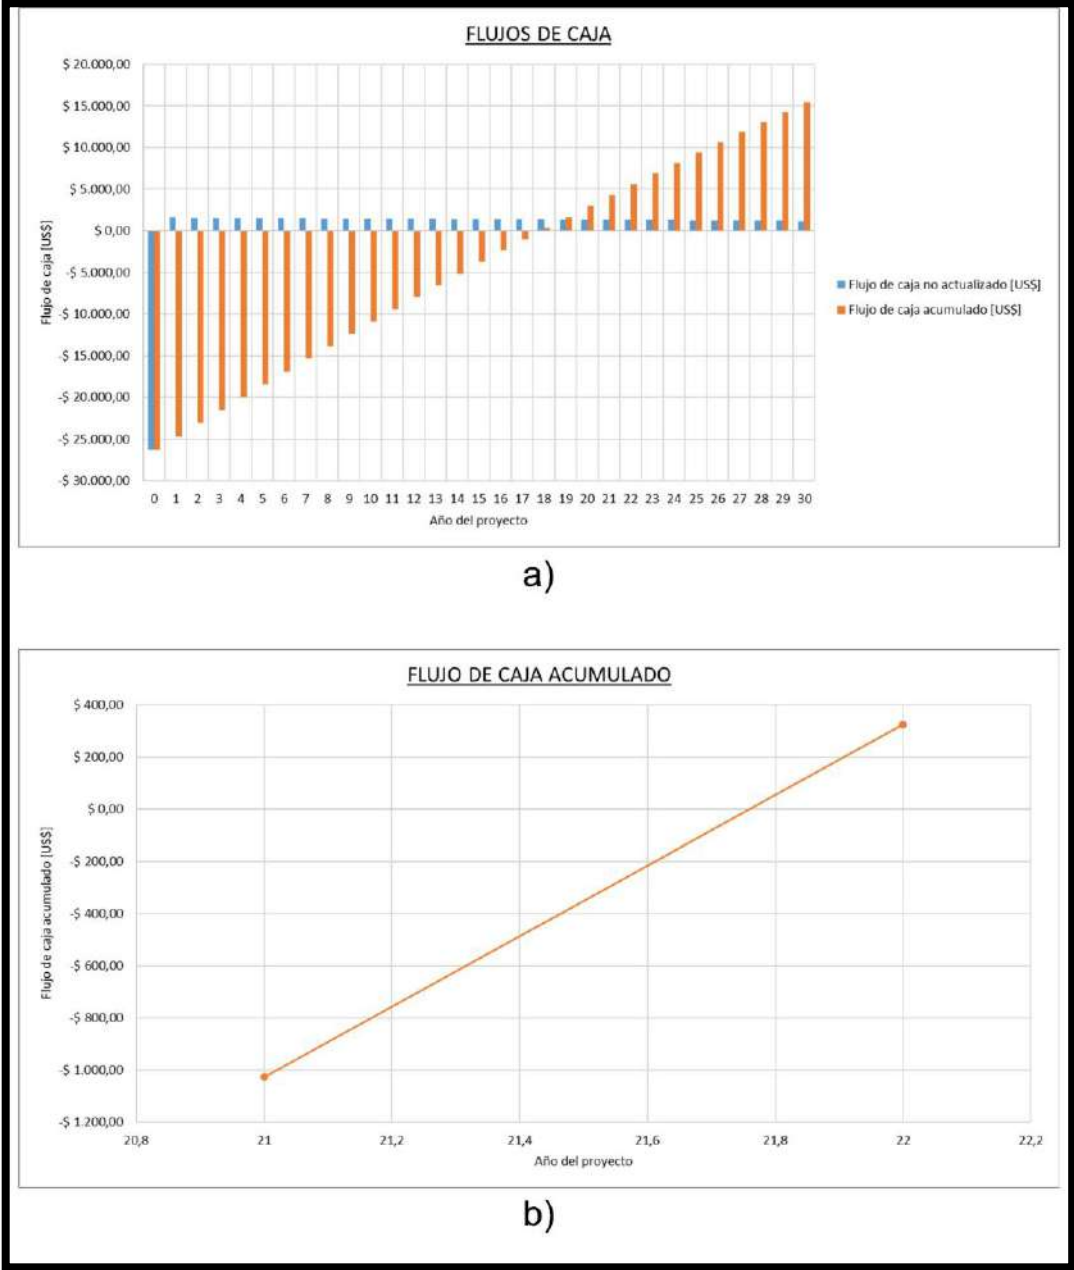 FLUJOS DE CAJA
$ 20.000,00
$ 15.000,00
$ 10.000,00
$ 5.000,00
$ 0,00
-$ 5.000,00
-$ 10.000,00
-$ 15.000,00
-$ 20.000,00
-$ 25.000,00
-$ 30.000,00
Flujo de caja [US$]
0 1 2 3 4 5 6 7 8 9 10 11 12 13 14 15 16 17 18 19 20 21 22 23 24 25 26 27 28 29 30
Año del proyecto
Flujo de caja no actualizado [US$]
Flujo de caja acumulado [US$]
a)
FLUJO DE CAJA ACUMULADO
$ 400,00
$ 200,00
$ 0,00
-$ 200,00
-$ 400,00
-$ 600,00
-$ 800,00
-$ 1.000,00
-$ 1.200,00
Flujo de caja acumulado [US$]
20,8 21 21,2 21,4 21,6 21,8 22 22,2
Año del proyecto
b)